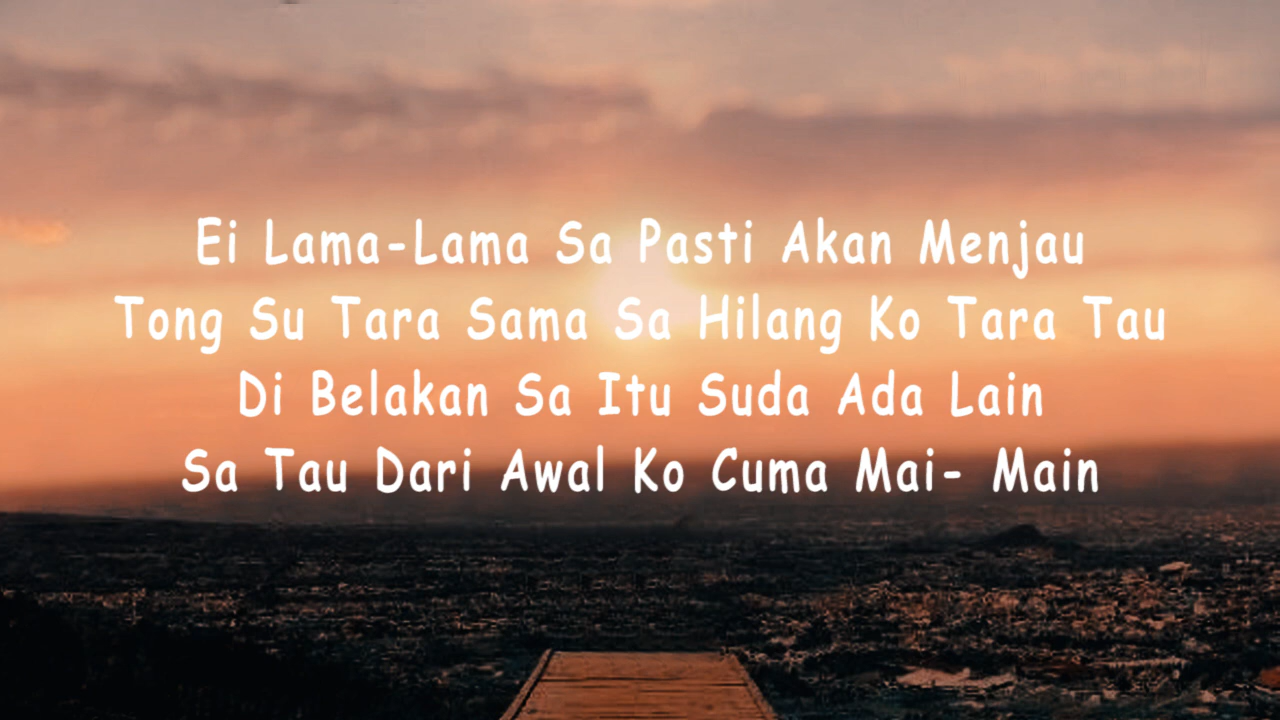 Ei Lama-Lama Sa Pasti Akan Menjau
Tong Su Tara Sama Sa Hilang Ko Tara Tau
Di Belakan Sa Itu Suda Ada Lain
Sa Tau Dari Awal Ko Cuma Mai- Main